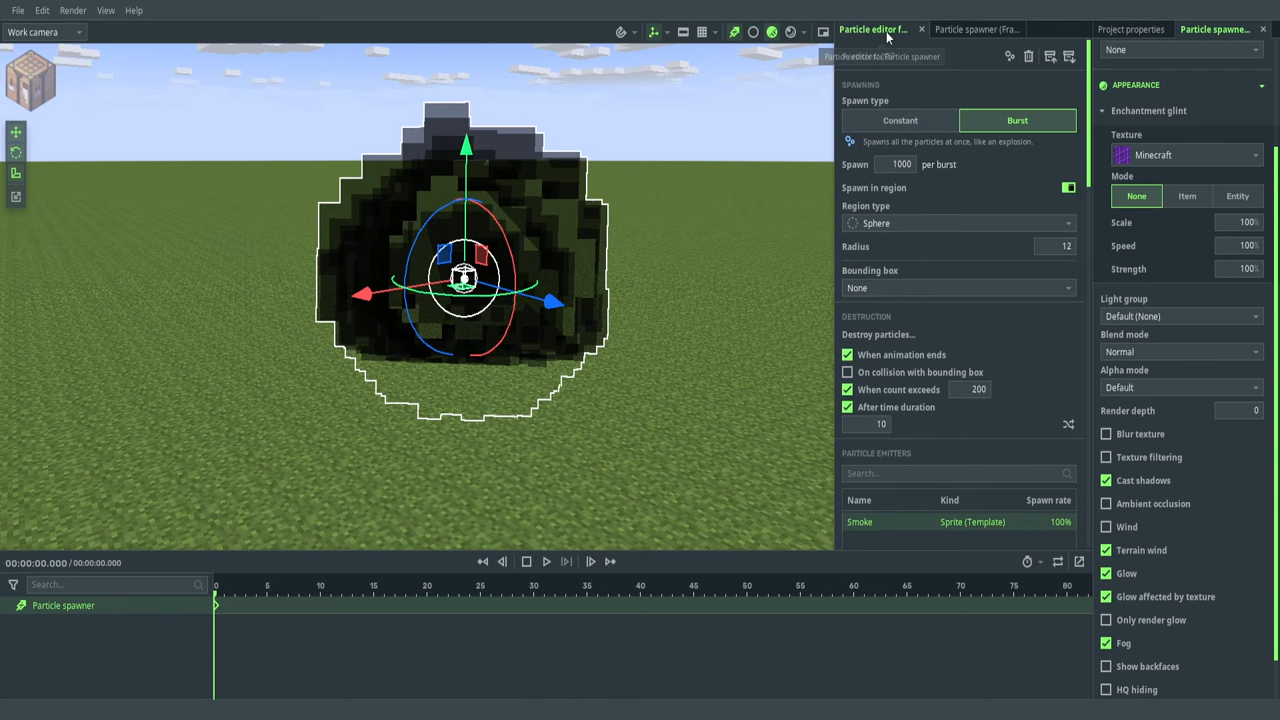 File Edit Render View Help
Work camera
Particle editor f...
Particle spawner (Fra...
Project properties
Particle spawne...
None
SPAWNING
Spawn type
Constant Burst
Spawns all the particles at once, like an explosion.
Spawn 1000 per burst
Spawn in region
Region type
Sphere
Radius 12
Bounding box
None
DESTRUCTION
Destroy particles...
When animation ends
On collision with bounding box
When count exceeds 200
After time duration
10
PARTICLE EMITTERS
Search...
Name Kind Spawn rate
Smoke Sprite (Template) 100%
APPEARANCE
Enchantment glint
Texture
Minecraft
Mode
None Item Entity
Scale 100%
Speed 100%
Strength 100%
Light group
Default (None)
Blend mode
Normal
Alpha mode
Default
Render depth 0
Blur texture
Texture filtering
Cast shadows
Ambient occlusion
Wind
Terrain wind
Glow
Glow affected by texture
Only render glow
Fog
Show backfaces
HQ hiding
00:00:00.000 / 00:00:00.000
Search...
0 5 10 15 20 25 30 35 40 45 50 55 60 65 70 75 80
Particle spawner